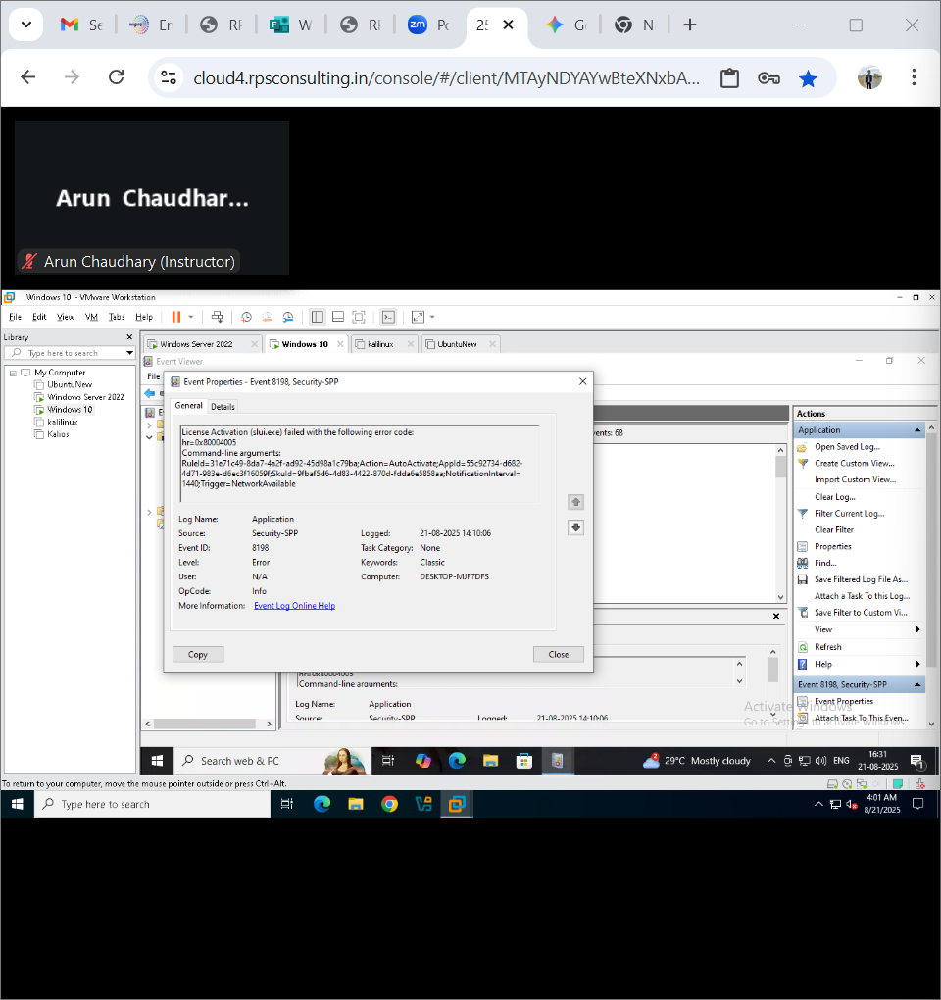 Se
Er
RF
W
RI
zm
Po
25
G
N
cloud4.rpsconsulting.in/console/#/client/MTAyNDYAYwBteXNxbA...
Arun Chaudhar...
Arun Chaudhary (Instructor)
Windows 10 - VMware Workstation
File Edit View VM Tabs Help
Library
Type here to search
My Computer
UbuntuNew
Windows Server 2022
Windows 10
kalilinux
Kalios
Windows Server 2022
Windows 10
kalilinux
UbuntuNew
Event Viewer
File
Event Properties - Event 8198, Security-SPP
General Details
License Activation (slui.exe) failed with the following error code:
hr=0x80004005
Command-line arguments:
RuleId=31e71c49-8da7-4a2f-ad92-45d98a1c79ba;Action=AutoActivate;AppId=55c92734-d682-
4d71-983e-d6ec3f16059f;SkuId=9fbaf5d6-4d83-4422-870d-fdda6e5858aa;NotificationInterval=
1440;Trigger=NetworkAvailable
Log Name: Application
Source: Security-SPP Logged: 21-08-2025 14:10:06
Event ID: 8198 Task Category: None
Level: Error Keywords: Classic
User: N/A Computer: DESKTOP-MJF7DFS
OpCode: Info
More Information: Event Log Online Help
Copy Close
ents: 68
hr=0x80004005
Command-line arguments:
Log Name: Application
Source: Security-SPP Logged: 21-08-2025 14:10:06
Actions
Application
Open Saved Log...
Create Custom View...
Import Custom View...
Clear Log...
Filter Current Log...
Clear Filter
Properties
Find...
Save Filtered Log File As...
Attach a Task To this Log...
Save Filter to Custom Vi...
View
Refresh
Help
Event 8198, Security-SPP
Event Properties
Attach Task To This Even...
Activate Windows
Go to Settings to activate Windows.
Search web & PC
29°C Mostly cloudy
ENG
16:31
21-08-2025
To return to your computer, move the mouse pointer outside or press Ctrl+Alt.
Type here to search
4:01 AM
8/21/2025